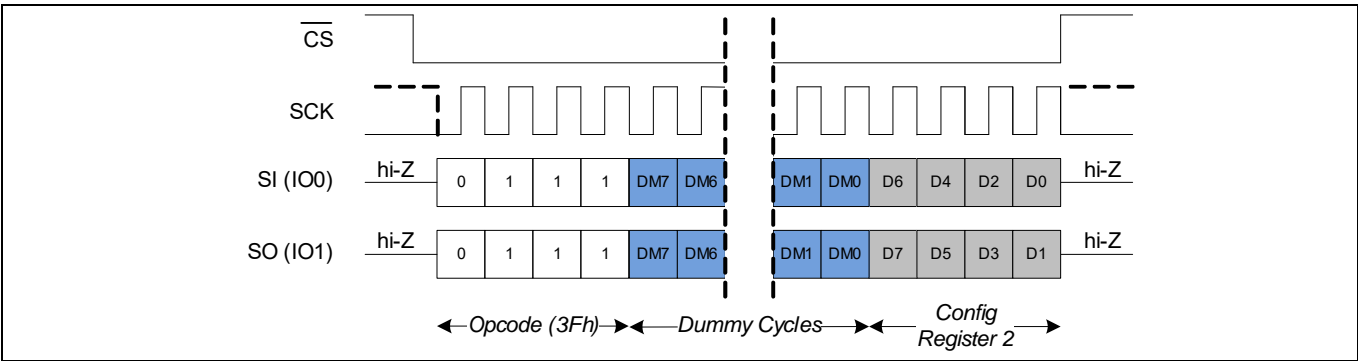 CS
SCK
hi-Z
SI (IO0)
0 1 1 1 DM7 DM6 DM1 DM0 D6 D4 D2 D0
hi-Z
hi-Z
SO (IO1)
0 1 1 1 DM7 DM6 DM1 DM0 D7 D5 D3 D1
hi-Z
Opcode (3Fh)
Dummy Cycles
Config
Register 2